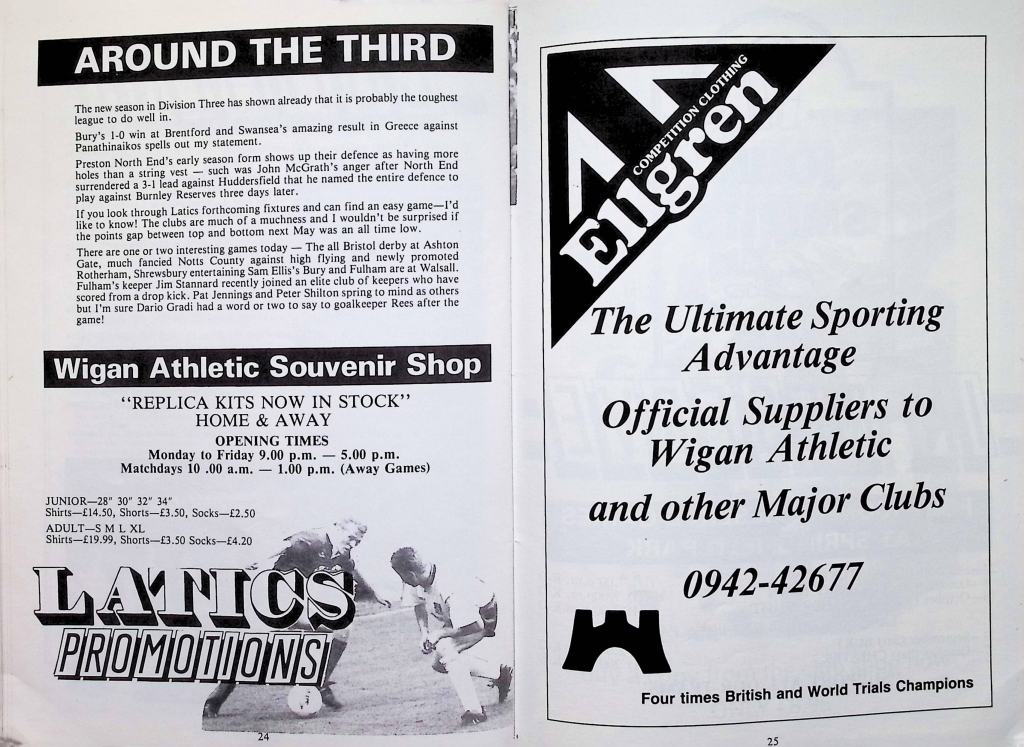 AROUND THE THIRD
The new season in Division Three has shown already that it is probably the toughest
league to do well in.
Bury's 1-0 win at Brentford and Swansea's amazing result in Greece against
Panathinaikos spells out my statement.
Preston North End's early season form shows up their defence as having more
holes than a string vest — such was John McGrath's anger after North End
surrendered a 3-1 lead against Huddersfield that he named the entire defence to
play against Burnley Reserves three days later.
If you look through Latics forthcoming fixtures and can find an easy game—I'd
like to know! The clubs are much of a muchness and I wouldn't be surprised if
the points gap between top and bottom next May was an all time low.
There are one or two interesting games today — The all Bristol derby at Ashton
Gate, much fancied Notts County against high flying and newly promoted
Rotherham, Shrewsbury entertaining Sam Ellis's Bury and Fulham are at Walsall.
Fulham's keeper Jim Stannard recently joined an elite club of keepers who have
scored from a drop kick. Pat Jennings and Peter Shilton spring to mind as others
but I'm sure Dario Gradi had a word or two to say to goalkeeper Rees after the
game!
Wigan Athletic Souvenir Shop
"REPLICA KITS NOW IN STOCK"
HOME & AWAY
OPENING TIMES
Monday to Friday 9.00 p.m. — 5.00 p.m.
Matchdays 10 .00 a.m. — 1.00 p.m. (Away Games)
JUNIOR—28" 30" 32" 34"
Shirts—£14.50, Shorts—£3.50, Socks—£2.50
ADULT—S M L XL
Shirts—£19.99, Shorts—£3.50 Socks—£4.20
LATICS
PROMOTIONS
24
COMPETITION CLOTHING
Ellgren
The Ultimate Sporting
Advantage
Official Suppliers to
Wigan Athletic
and other Major Clubs
0942-42677
Four times British and World Trials Champions
25